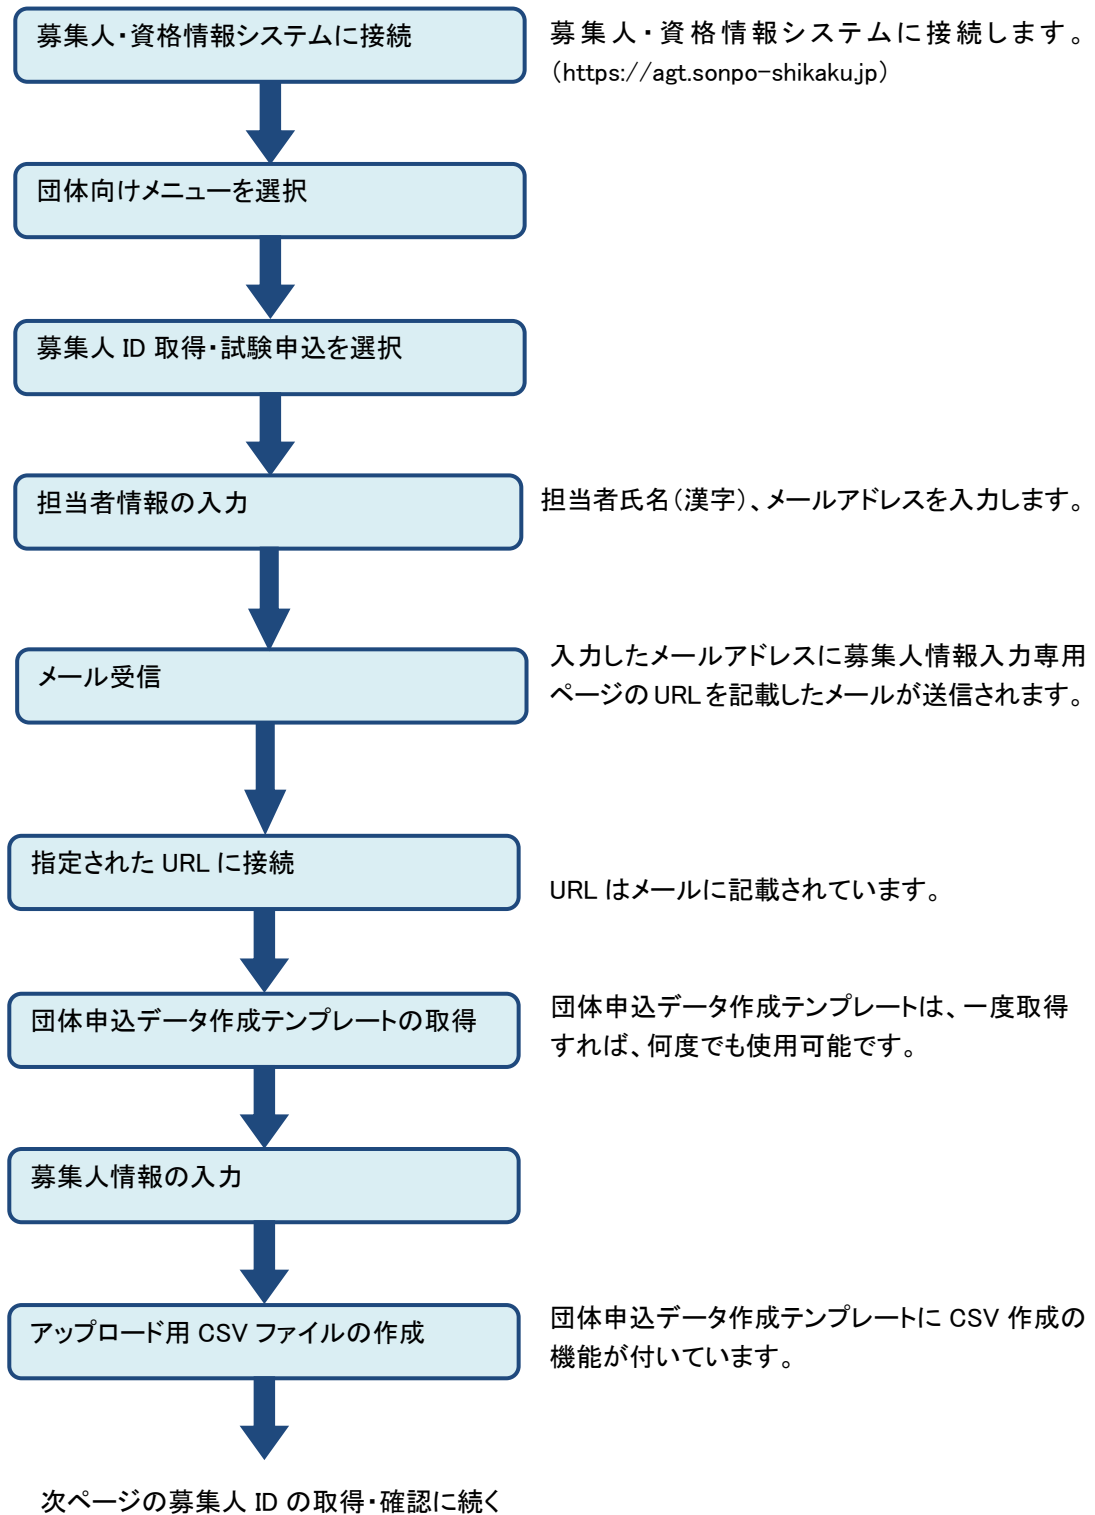 募集人・資格情報システムに接続
募集人・資格情報システムに接続します。
（https://agt.sonpo-shikaku.jp）
団体向けメニューを選択
募集人 ID 取得・試験申込を選択
担当者情報の入力
担当者氏名（漢字）、メールアドレスを入力します。
メール受信
入力したメールアドレスに募集人情報入力専用
ページの URL を記載したメールが送信されます。
指定された URL に接続
URL はメールに記載されています。
団体申込データ作成テンプレートの取得
団体申込データ作成テンプレートは、一度取得
すれば、何度でも使用可能です。
募集人情報の入力
アップロード用 CSV ファイルの作成
団体申込データ作成テンプレートに CSV 作成の
機能が付いています。
次ページの募集人 ID の取得・確認に続く